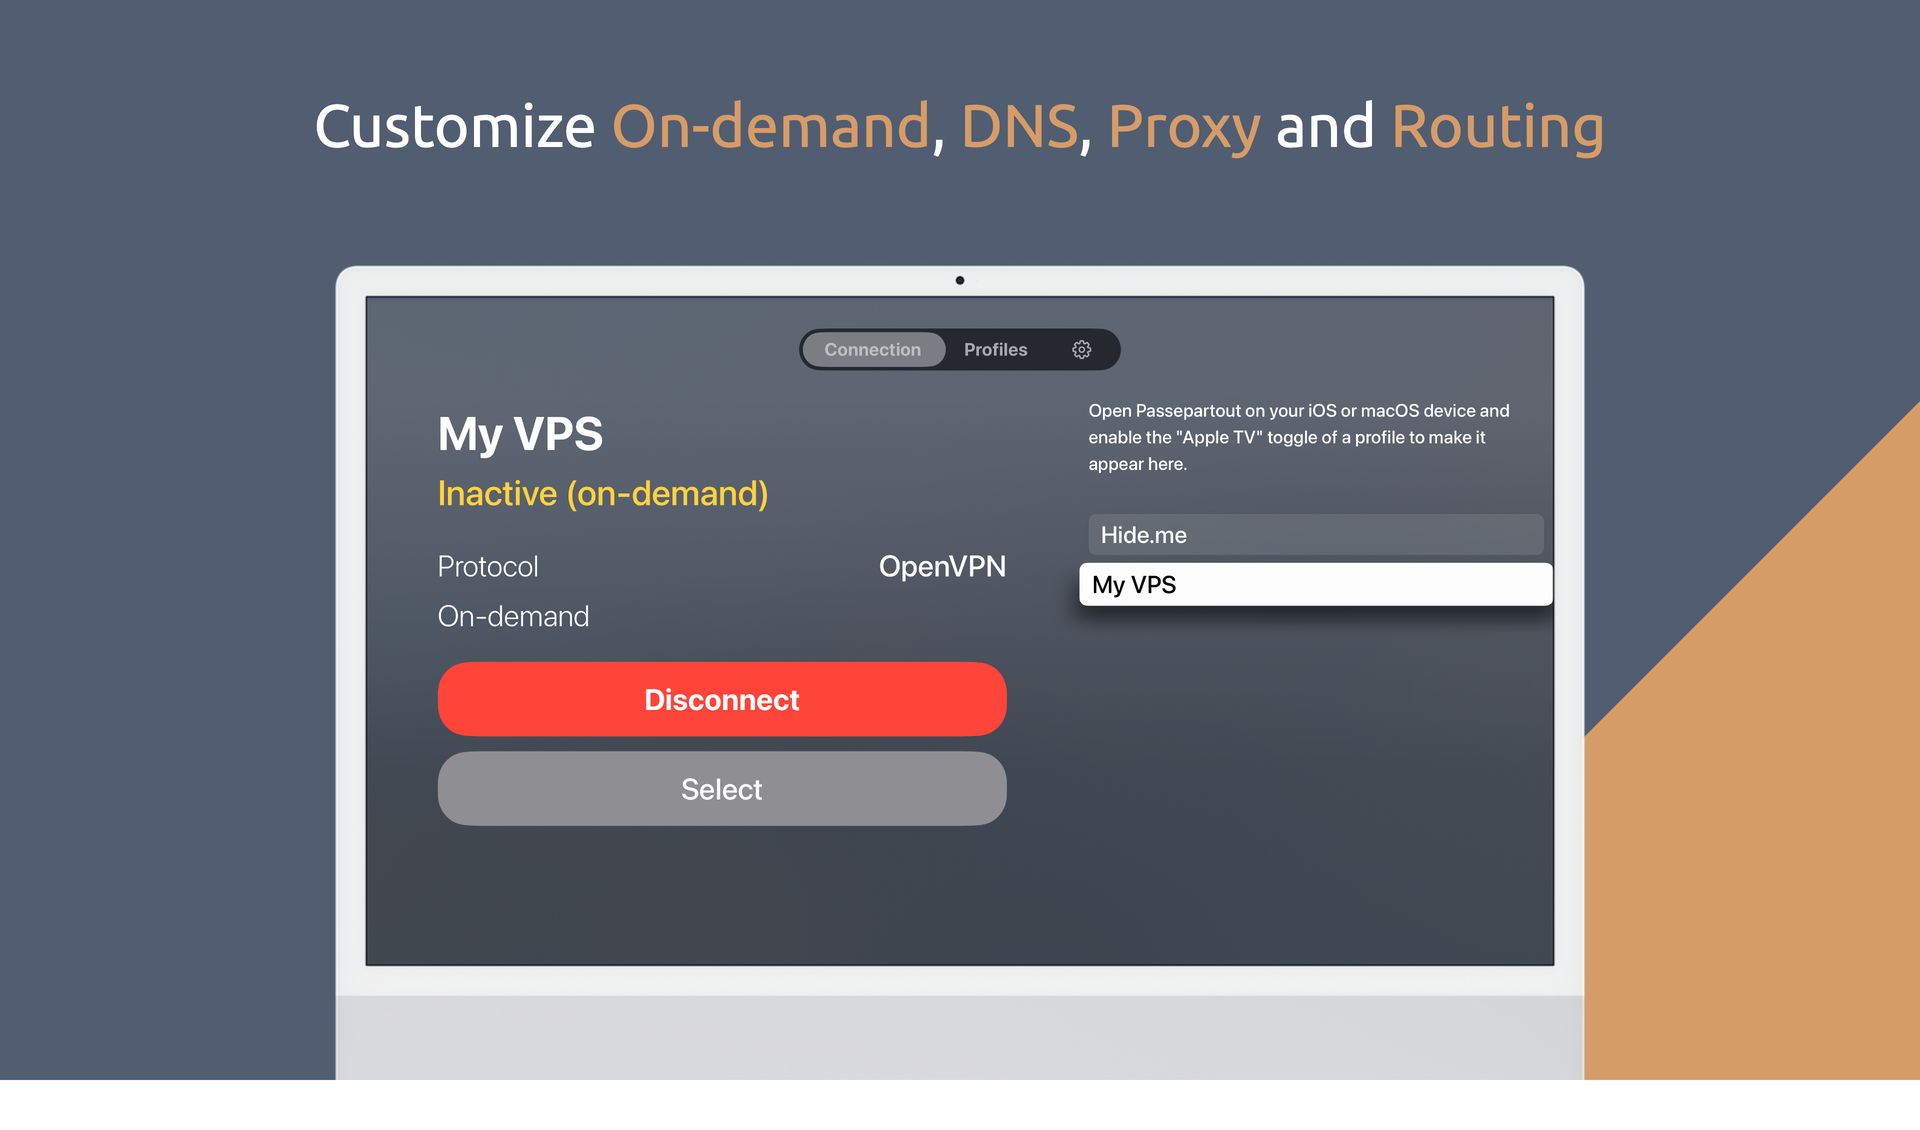 Customize On-demand, DNS, Proxy and Routing
Connection
Profiles
My VPS
Inactive (on-demand)
Protocol
OpenVPN
On-demand
Disconnect
Select
Open Passepartout on your iOS or macOS device and
enable the "Apple TV" toggle of a profile to make it
appear here.
Hide.me
My VPS